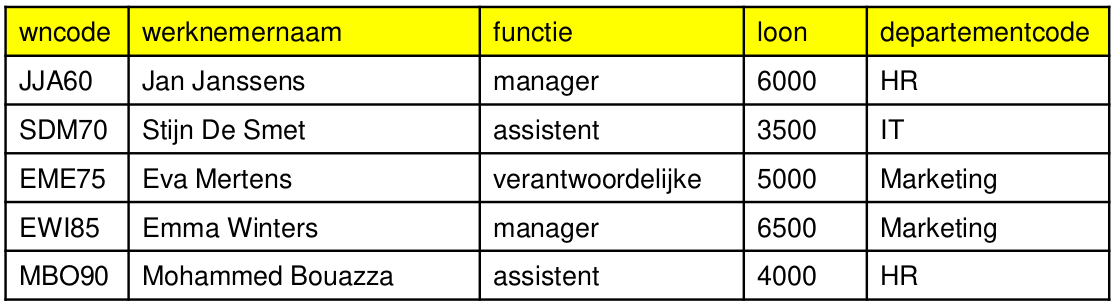 wncode werknemernaam functie loon departementcode
JJA60 Jan Janssens manager 6000 HR
SDM70 Stijn De Smet assistent 3500 IT
EME75 Eva Mertens verantwoordelijke 5000 Marketing
EWI85 Emma Winters manager 6500 Marketing
MBO90 Mohammed Bouazza assistent 4000 HR